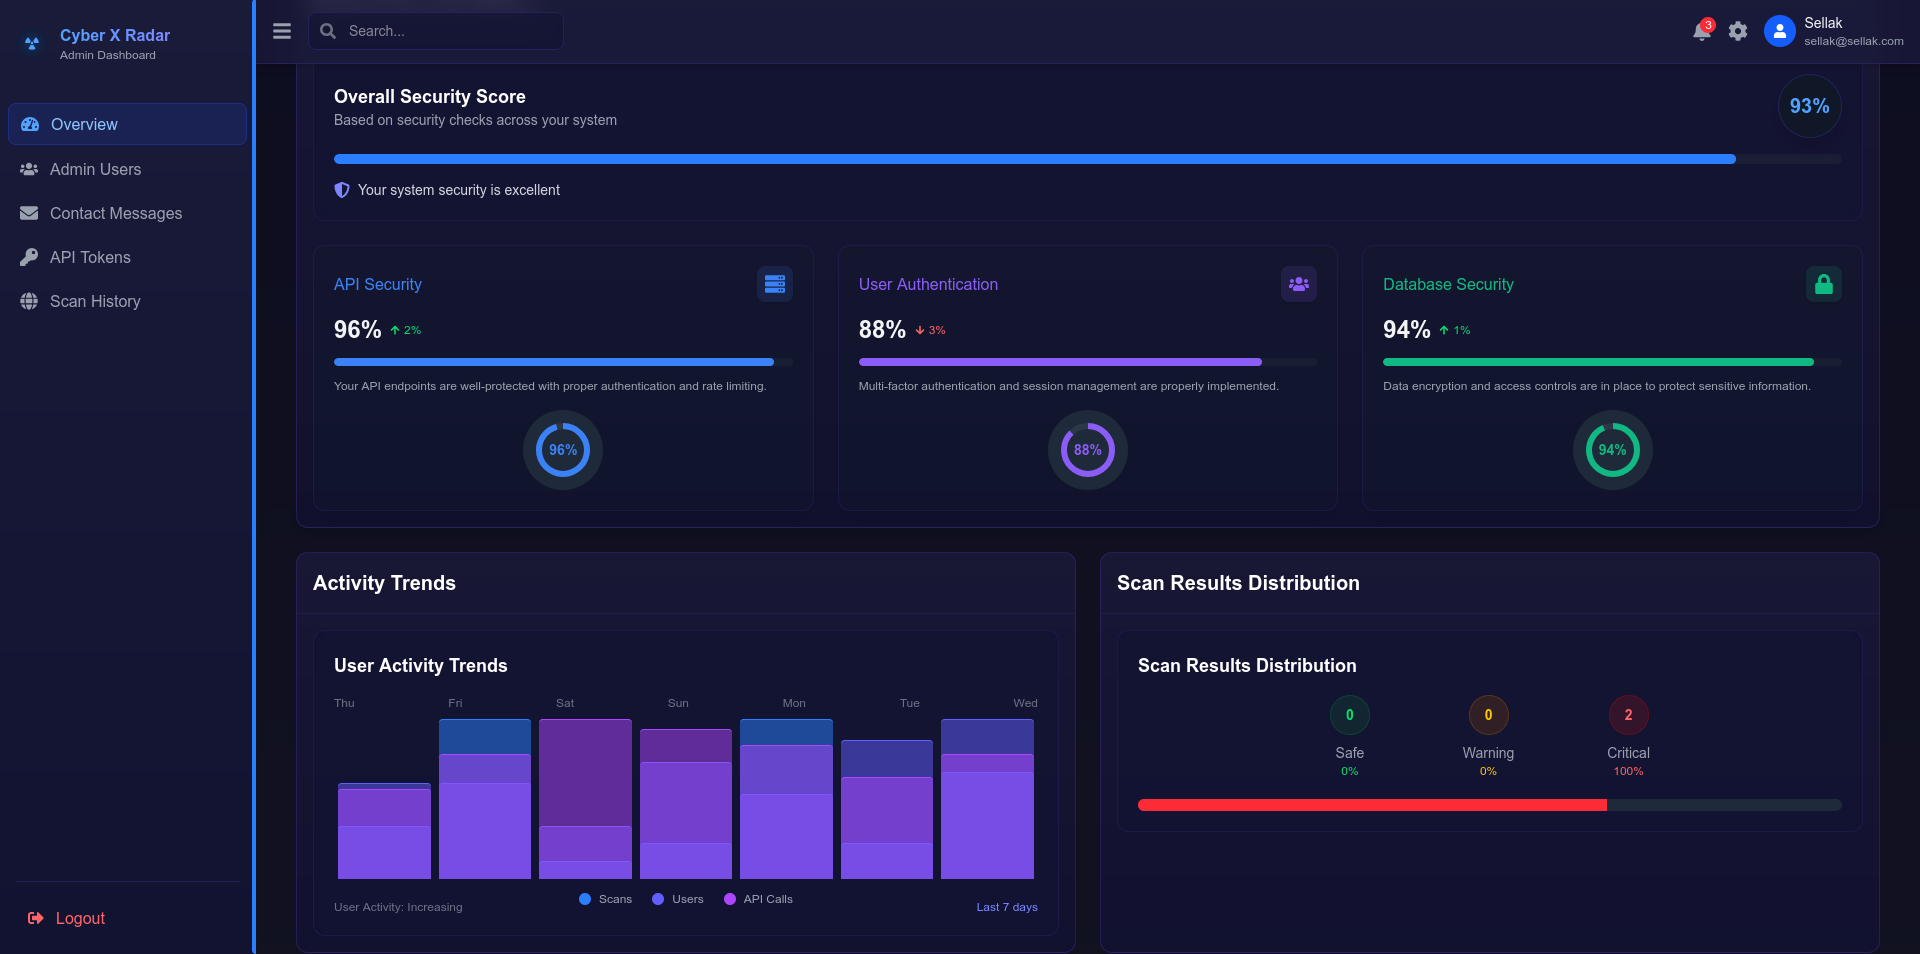 Cyber X Radar
Admin Dashboard
Search...
3
Sellak
sellak@sellak.com
Overview
Admin Users
Contact Messages
API Tokens
Scan History
Logout
Overall Security Score
Based on security checks across your system
93%
Your system security is excellent
API Security
96% 2%
Your API endpoints are well-protected with proper authentication and rate limiting.
96%
User Authentication
88% 3%
Multi-factor authentication and session management are properly implemented.
88%
Database Security
94% 1%
Data encryption and access controls are in place to protect sensitive information.
94%
Activity Trends
User Activity Trends
Thu Fri Sat Sun Mon Tue Wed
Scans Users API Calls
User Activity: Increasing
Last 7 days
Scan Results Distribution
Scan Results Distribution
0 0 2
Safe Warning Critical
0% 0% 100%